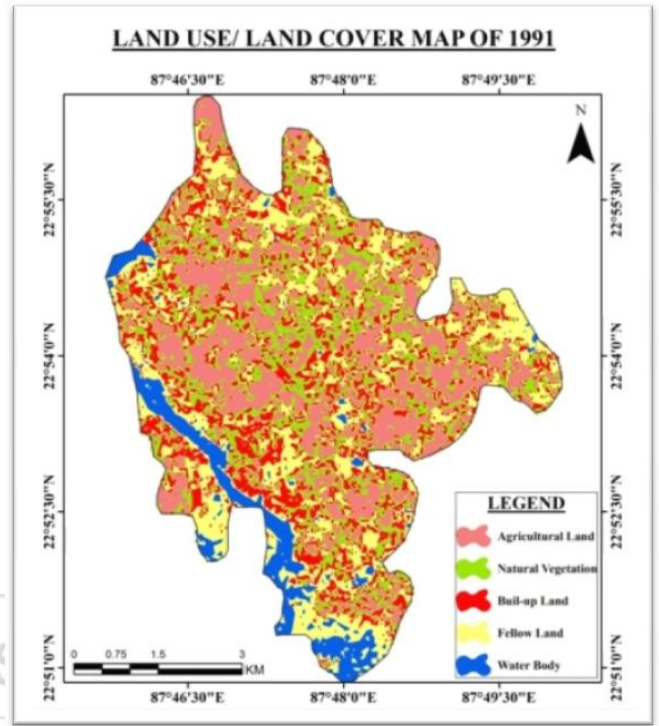 LAND USE/ LAND COVER MAP OF 1991
87°46'30"E 87°48'0"E 87°49'30"E
N
22°55'30"N 22°55'30"N
22°54'0"N 22°54'0"N
22°52'30"N 22°52'30"N
22°51'0"N 22°51'0"N
LEGEND
Agricultural Land
Natural Vegetation
Buil-up Land
Fellow Land
Water Body
0 0.75 1.5 3
KM
87°46'30"E 87°48'0"E 87°49'30"E